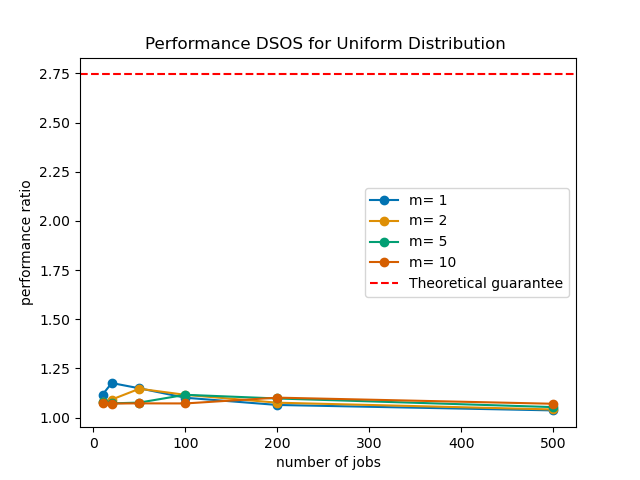 Performance DSOS for Uniform Distribution
performance ratio
2.75
2.50
2.25
2.00
1.75
1.50
1.25
1.00
m= 1
m= 2
m= 5
m= 10
Theoretical guarantee
0 100 200 300 400 500
number of jobs